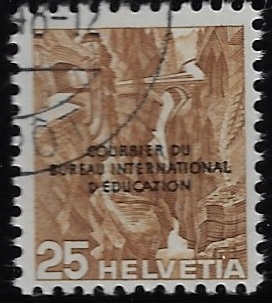 COURRIER DU
BUREAU INTERNATIONAL
D'EDUCATION
25 HELVETIA